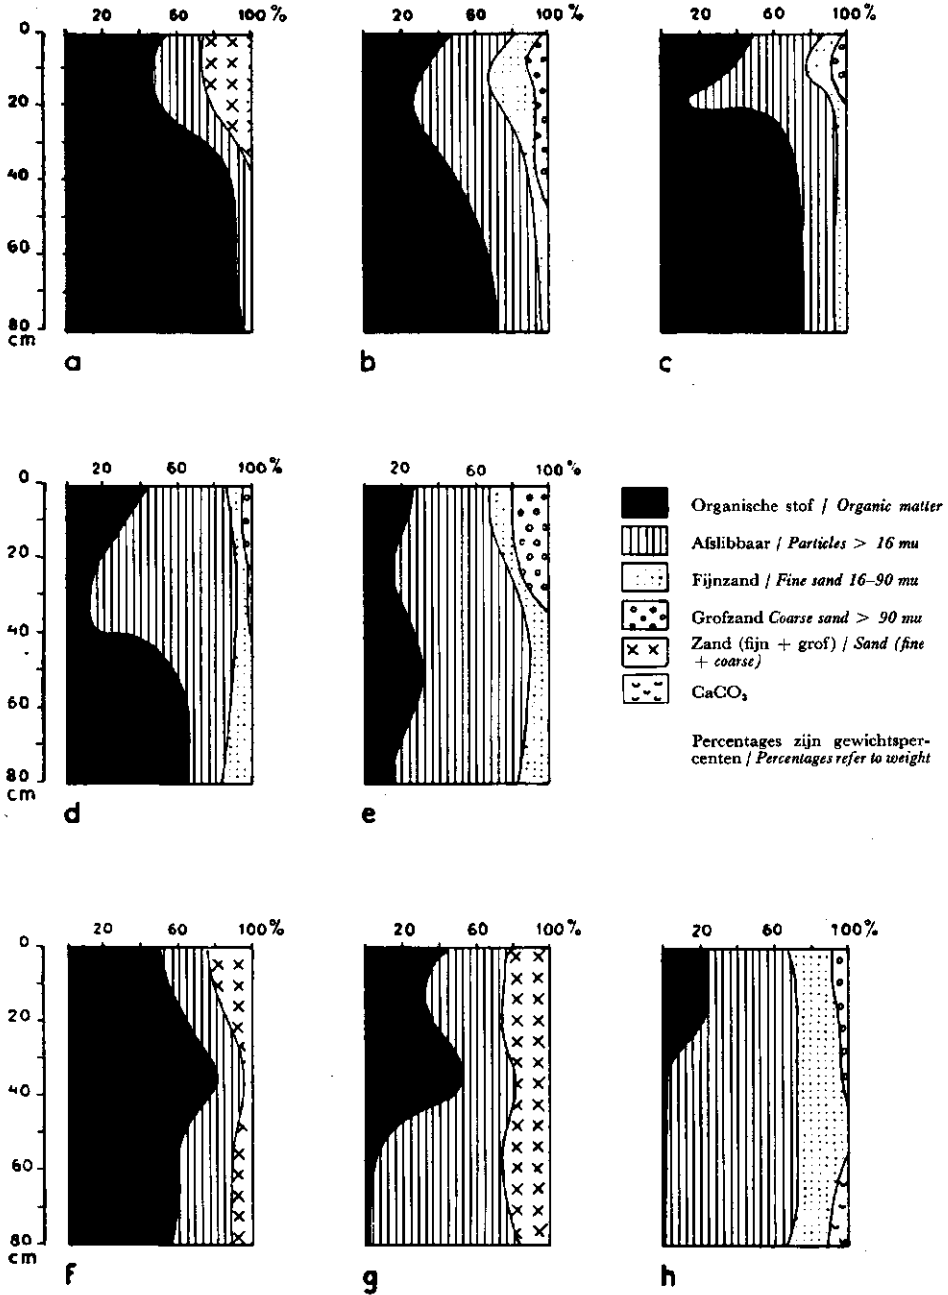 20 60 100%
20 60 100%
20 60 100%
0
20
40
60
80
cm
a
b
c
20 60 100%
20 60 100%
0
20
40
60
80
cm
d
e
Organische stof / Organic matter
Afslibbaar / Particles > 16 mu
Fijnzand / Fine sand 16–90 mu
Grofzand Coarse sand > 90 mu
Zand (fijn + grof) / Sand (fine
+ coarse)
CaCO₃
Percentages zijn gewichtsper-
centen / Percentages refer to weight
20 60 100%
20 60 100%
20 60 100%
0
20
40
60
80
cm
f
g
h